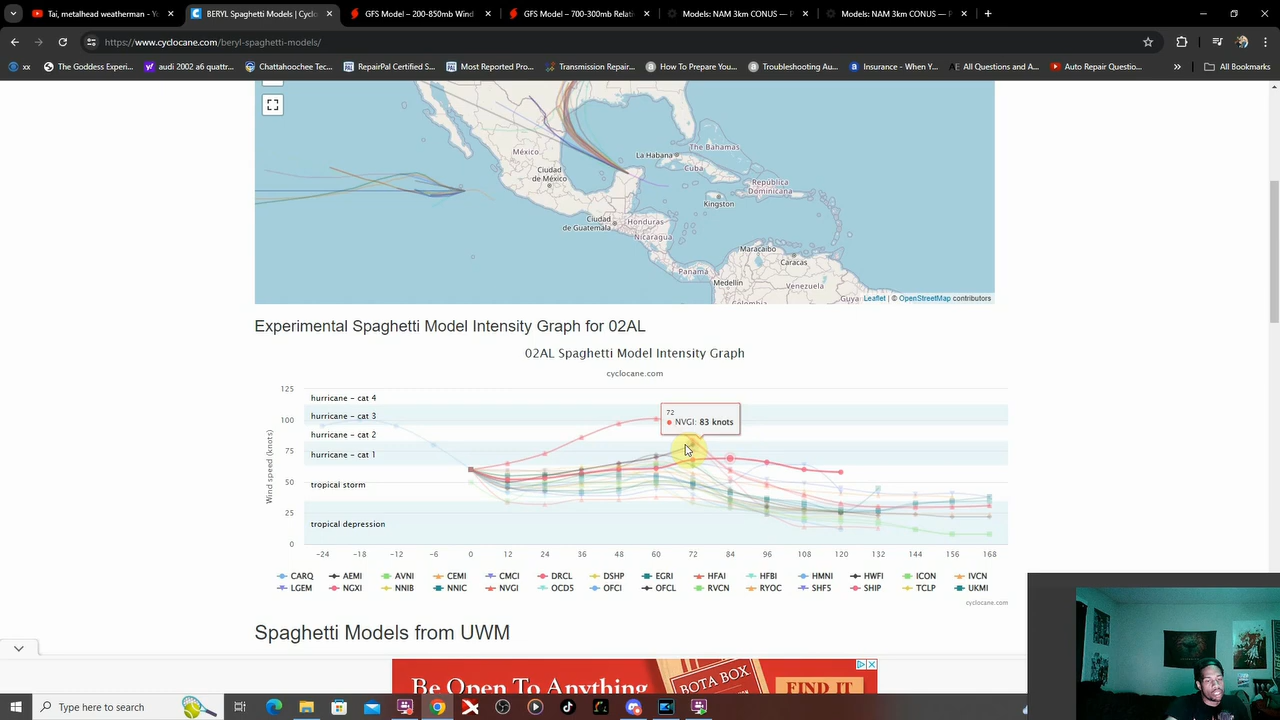 Tai, metalhead weatherman - Yo
BERYL Spaghetti Models | Cyclo
GFS Model – 200-850mb Wind
GFS Model – 700-300mb Relati
Models: NAM 3km CONUS — P
Models: NAM 3km CONUS — P
https://www.cyclocane.com/beryl-spaghetti-models/
xx
The Goddess Experi...
audi 2002 a6 quattr...
Chattahoochee Tec...
RepairPal Certified S...
Most Reported Pro...
Transmission Repair...
How To Prepare You...
Troubleshooting Au...
Insurance - When Y...
All Questions and A...
Auto Repair Questio...
All Bookmarks
La Habana
The Bahamas
Cuba
México
Ciudad
de México
República
Dominicana
Kingston
Ciudad
de Guatemala
Honduras
Nicaragua
Maracaibo
Caracas
Panamá
Medellín
Venezuela
Guya
Colombia
Leaflet | © OpenStreetMap contributors
Experimental Spaghetti Model Intensity Graph for 02AL
02AL Spaghetti Model Intensity Graph
cyclocane.com
Wind speed (knots)
125
100
75
50
25
0
hurricane - cat 4
hurricane - cat 3
hurricane - cat 2
hurricane - cat 1
tropical storm
tropical depression
72
NVGI: 83 knots
-24 -18 -12 -6 0 12 24 36 48 60 72 84 96 108 120 132 144 156 168
CARQ AEMI AVNI CEMI CMCI DRCL DSHP EGRI HFAI HFBI HMNI HWFI ICON IVCN
LGEM NGXI NNIB NNIC NVGI OCD5 OFCI OFCL RVCN RYOC SHF5 SHIP TCLP UKMI
cyclocane.com
Spaghetti Models from UWM
Be Open To Anything
BOTA BOX
FIND IT
Type here to search